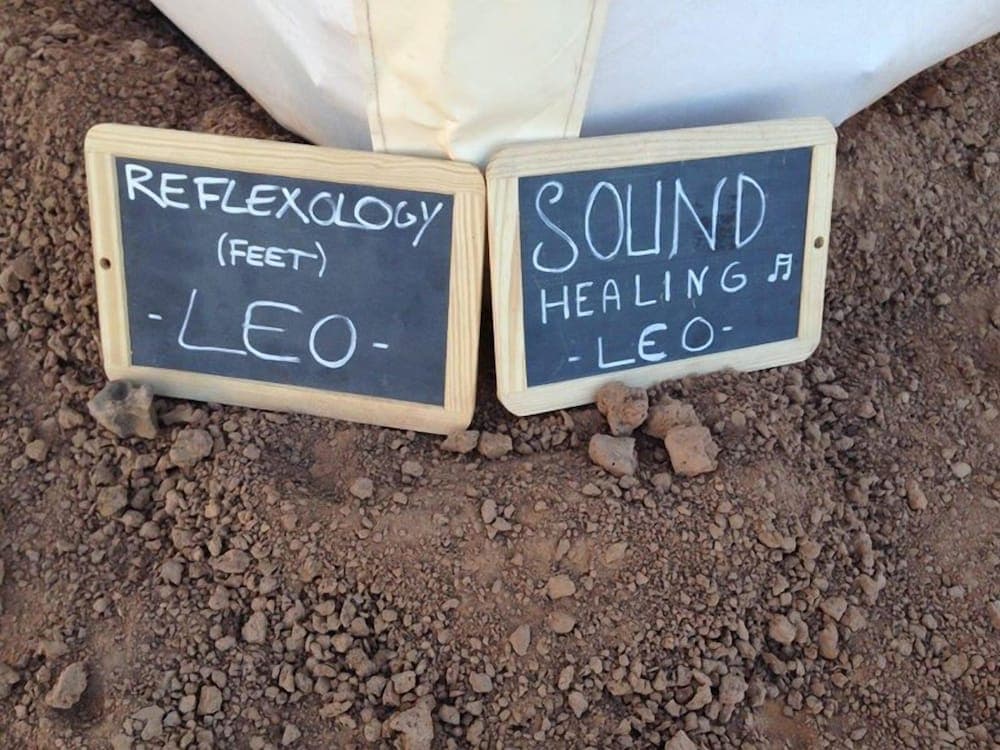 REFLEXOLOGY
(FEET)
- LEO -
SOUND
HEALING ♫
- LEO -